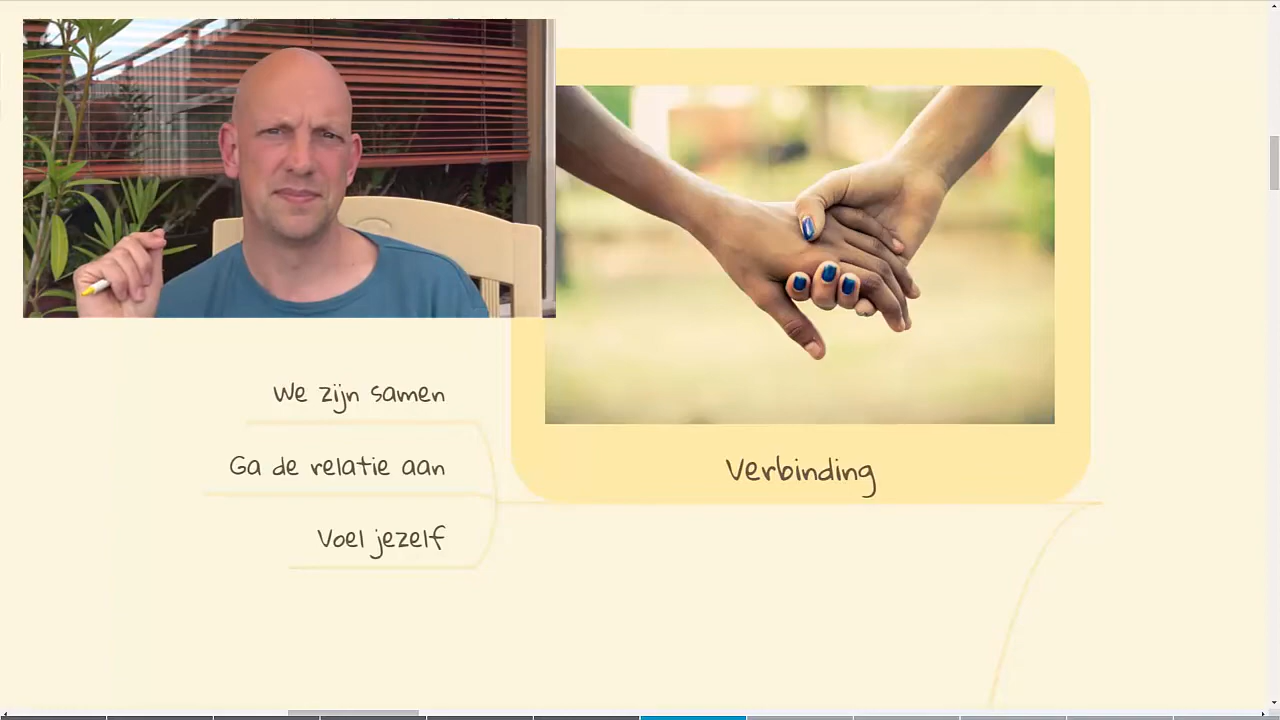 We zijn samen
Ga de relatie aan
Voel jezelf
Verbinding